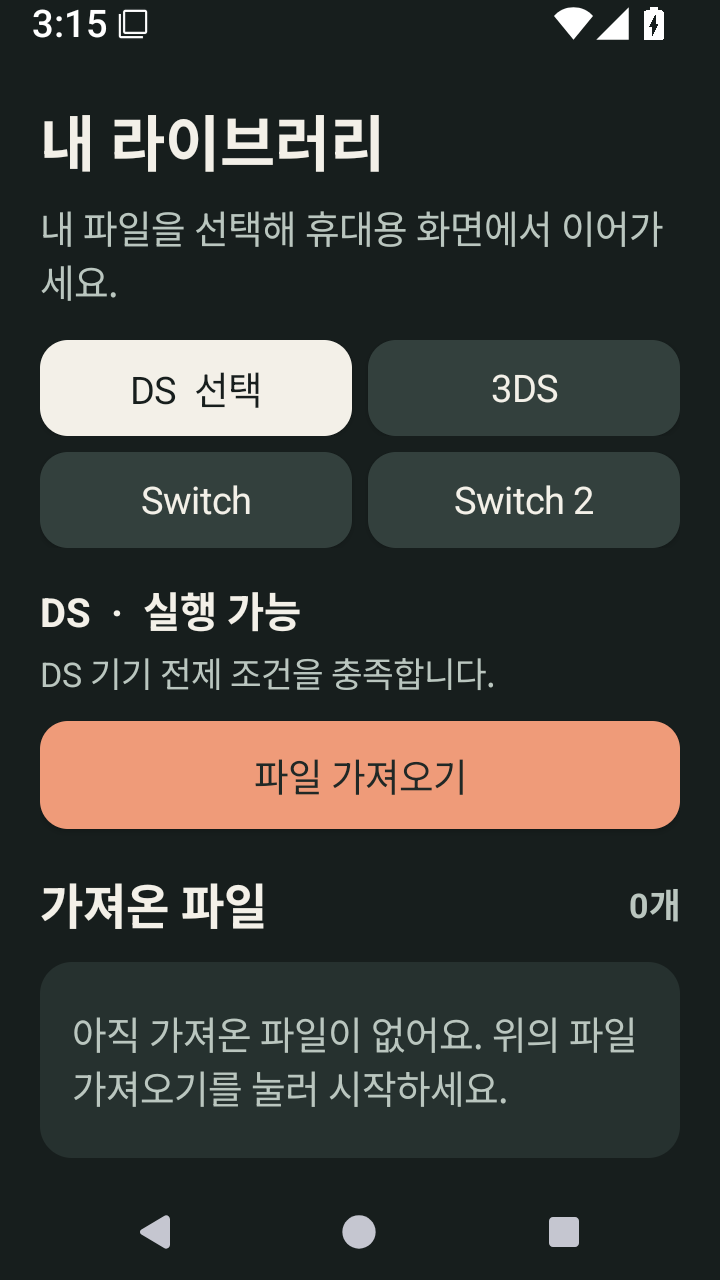 3:15
내 라이브러리
내 파일을 선택해 휴대용 화면에서 이어가
세요.
DS 선택
3DS
Switch
Switch 2
DS · 실행 가능
DS 기기 전제 조건을 충족합니다.
파일 가져오기
가져온 파일
0개
아직 가져온 파일이 없어요. 위의 파일
가져오기를 눌러 시작하세요.